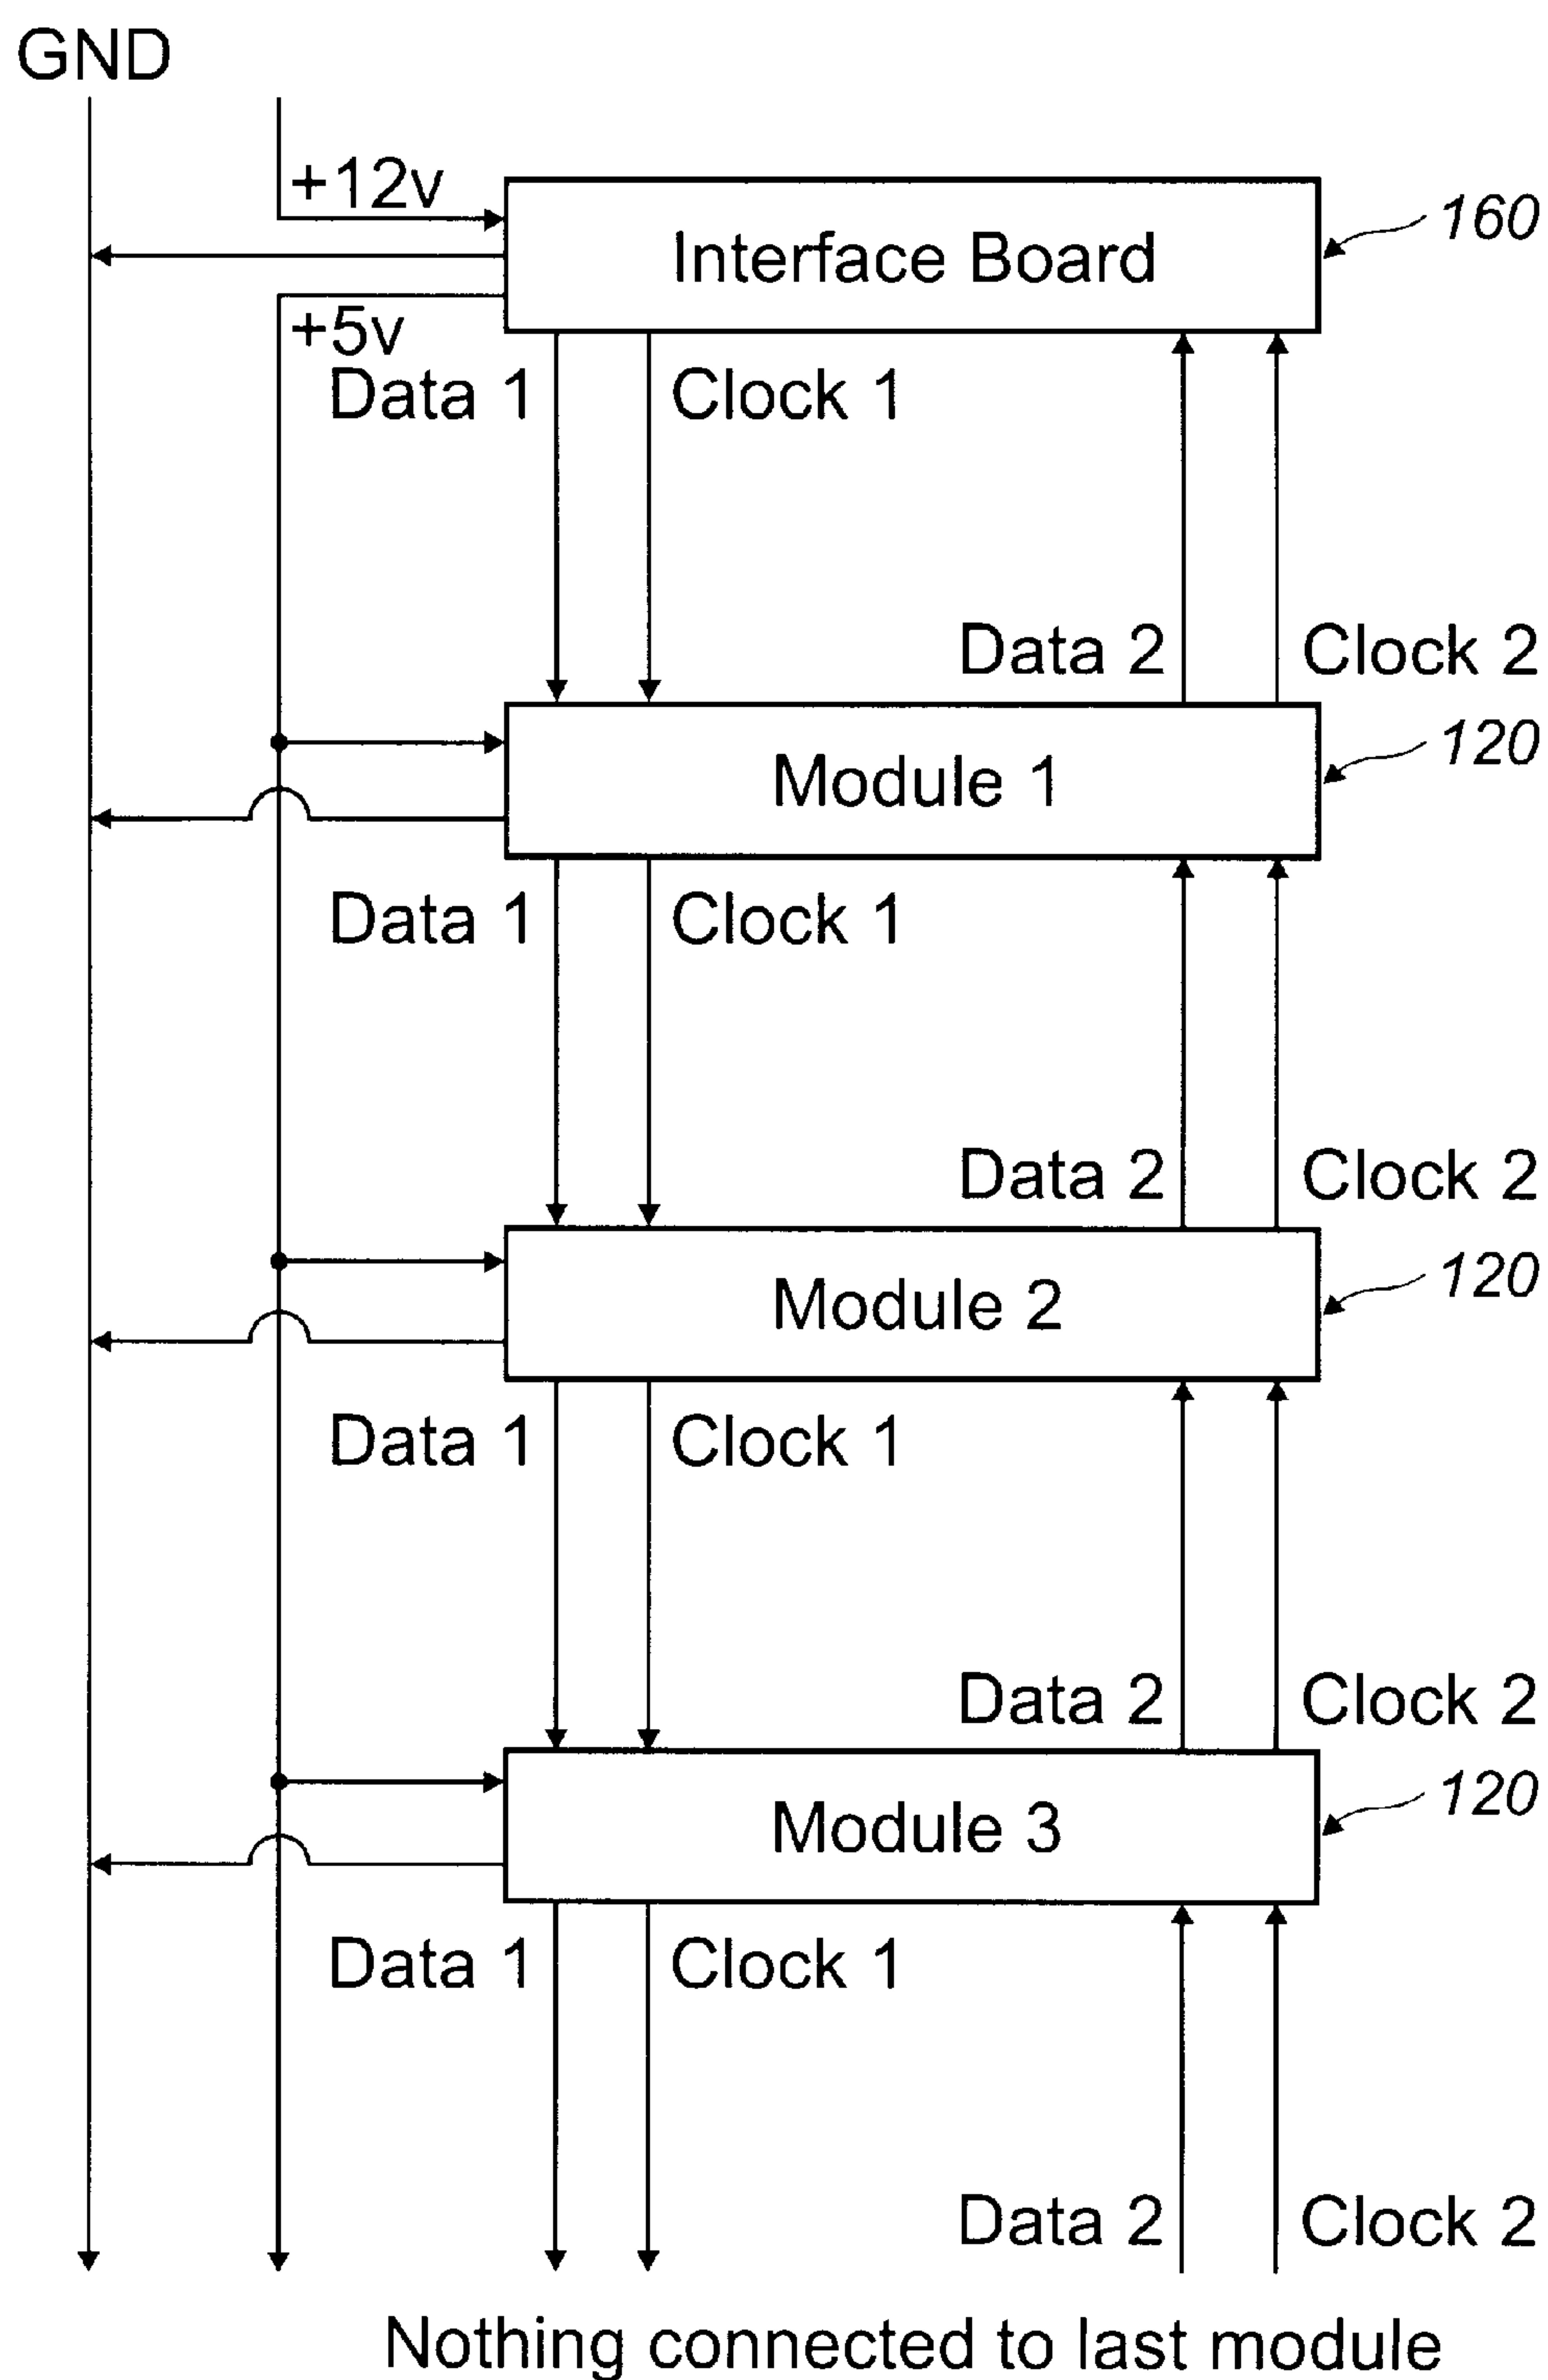 GND
+12v
160
Interface Board
+5v
Data 1
Clock 1
Data 2
Clock 2
120
Module 1
Data 1
Clock 1
Data 2
Clock 2
120
Module 2
Data 1
Clock 1
Data 2
Clock 2
120
Module 3
Data 1
Clock 1
Data 2
Clock 2
Nothing connected to last module